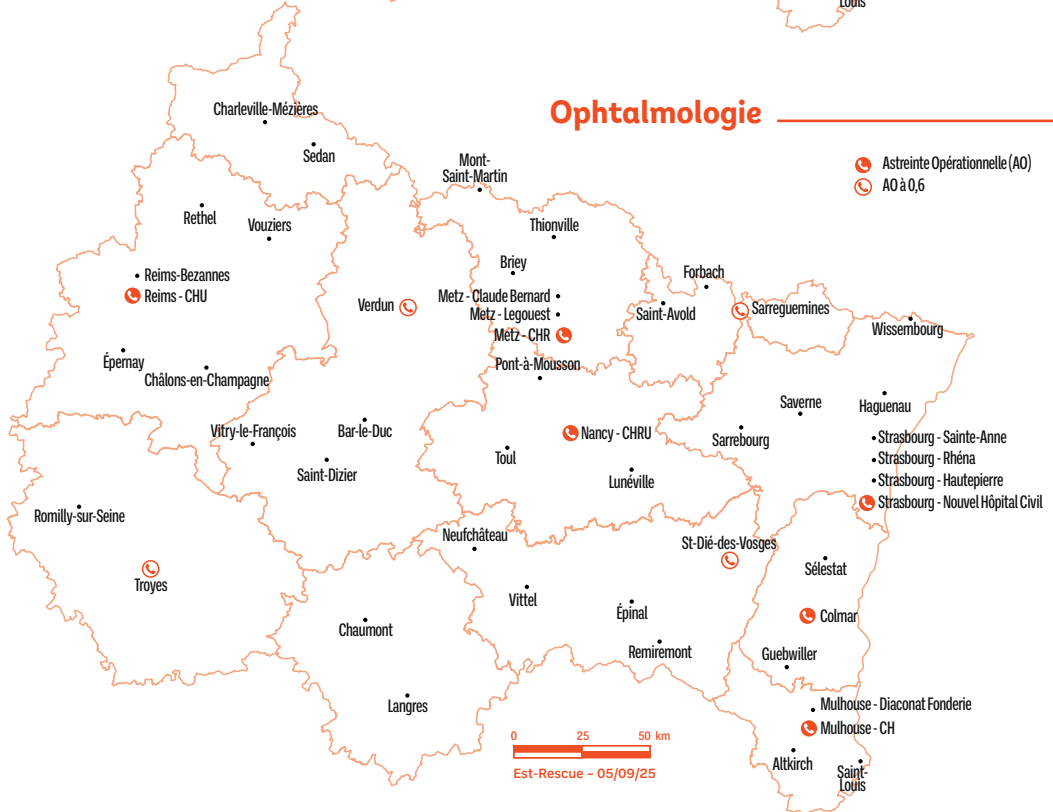 Louis
Ophtalmologie
Astreinte Opérationnelle (AO)
AO à 0,6
Charleville-Mézières
Sedan
Mont-
Saint-Martin
Rethel
Vouziers
Thionville
Briey
Forbach
Reims-Bezannes
Reims - CHU
Verdun
Metz - Claude Bernard
Metz - Legouest
Metz - CHR
Saint-Avold
Sarreguemines
Wissembourg
Épernay
Châlons-en-Champagne
Pont-à-Mousson
Saverne
Haguenau
Vitry-le-François
Bar-le-Duc
Nancy - CHRU
Sarrebourg
Strasbourg - Sainte-Anne
Strasbourg - Rhéna
Strasbourg - Hautepierre
Strasbourg - Nouvel Hôpital Civil
Toul
Saint-Dizier
Lunéville
Romilly-sur-Seine
Neufchâteau
St-Dié-des-Vosges
Sélestat
Troyes
Vittel
Épinal
Colmar
Chaumont
Remiremont
Guebwiller
Langres
Mulhouse - Diaconat Fonderie
Mulhouse - CH
0 25 50 km
Altkirch
Saint-
Louis
Est-Rescue - 05/09/25